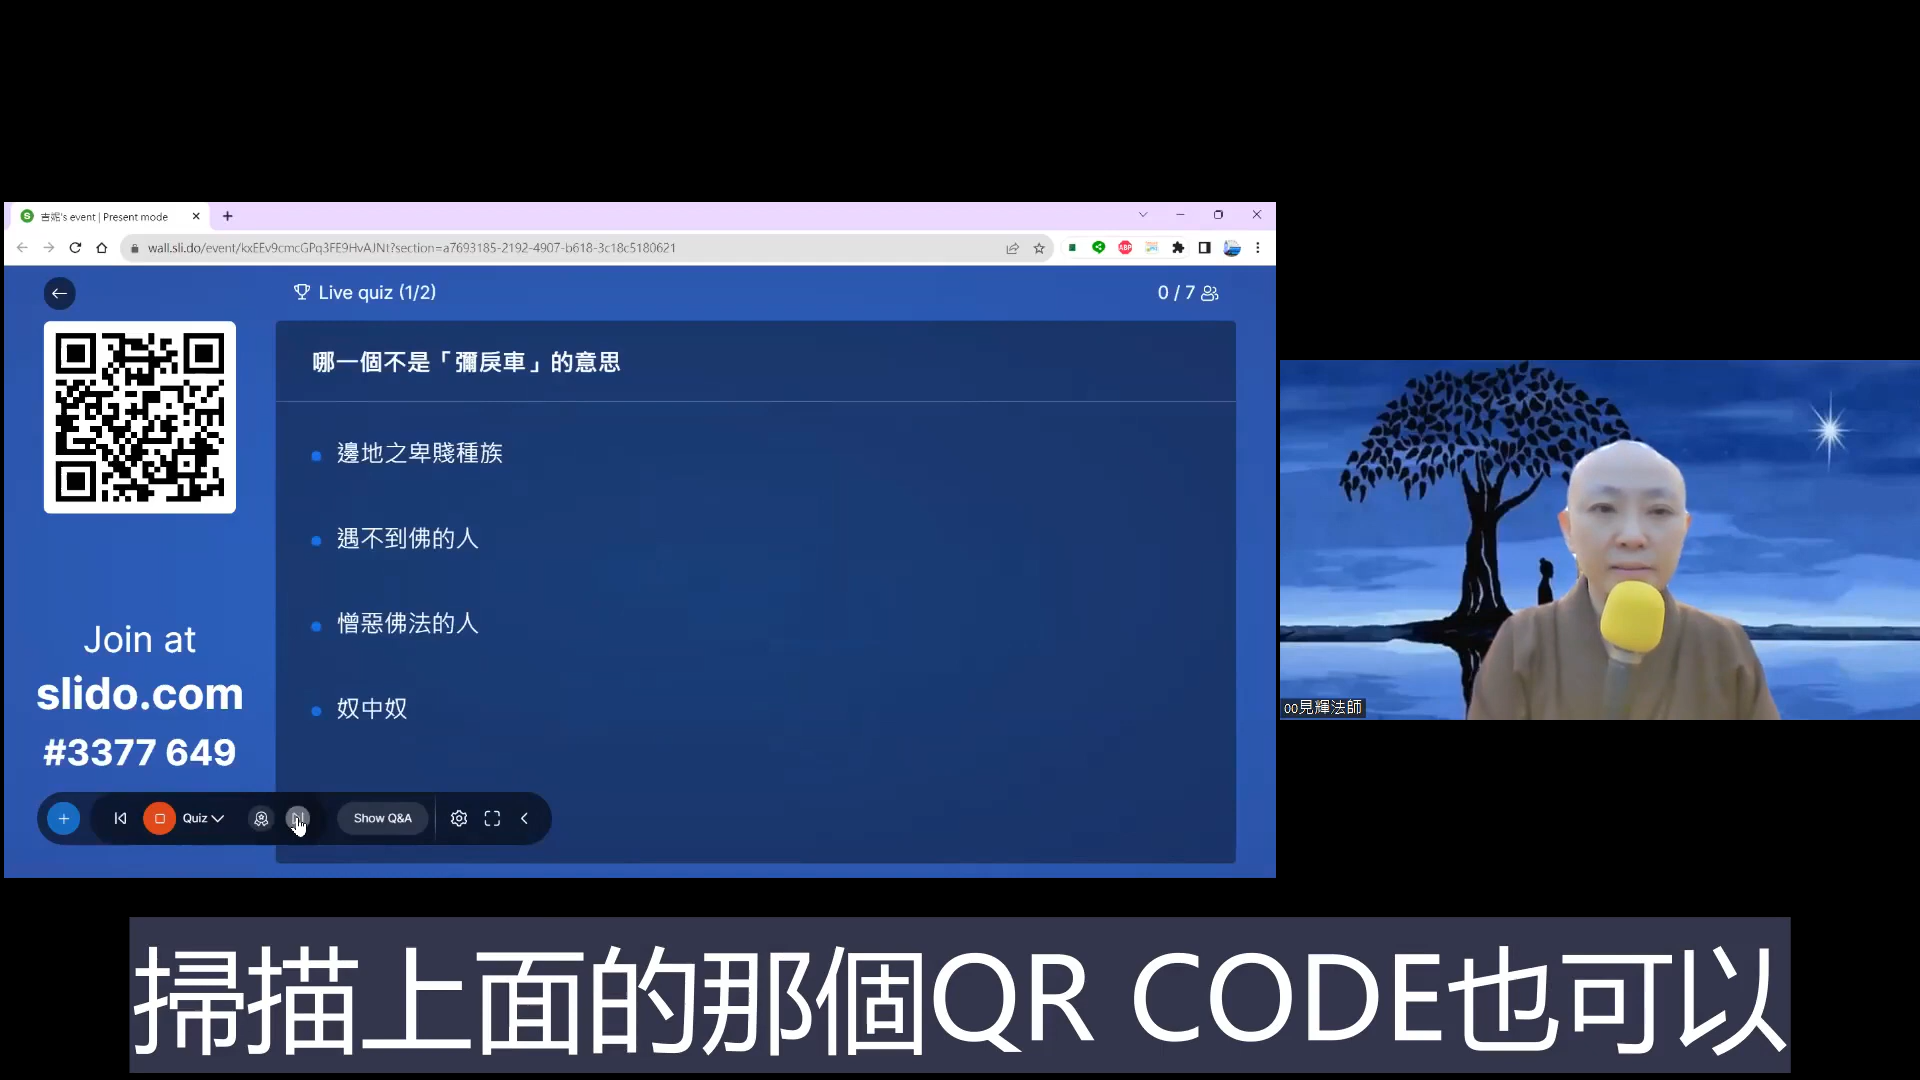 吉妮's event | Present mode
wall.sli.do/event/kxEEv9cmcGPq3FE9HvAJNt?section=a7693185-2192-4907-b618-3c18c5180621
ABP
Live quiz (1/2)
0 / 7
哪一個不是「彌戾車」的意思
邊地之卑賤種族
遇不到佛的人
憎惡佛法的人
奴中奴
Join at
slido.com
#3377 649
Quiz
Show Q&A
00見輝法師
掃描上面的那個QR CODE也可以